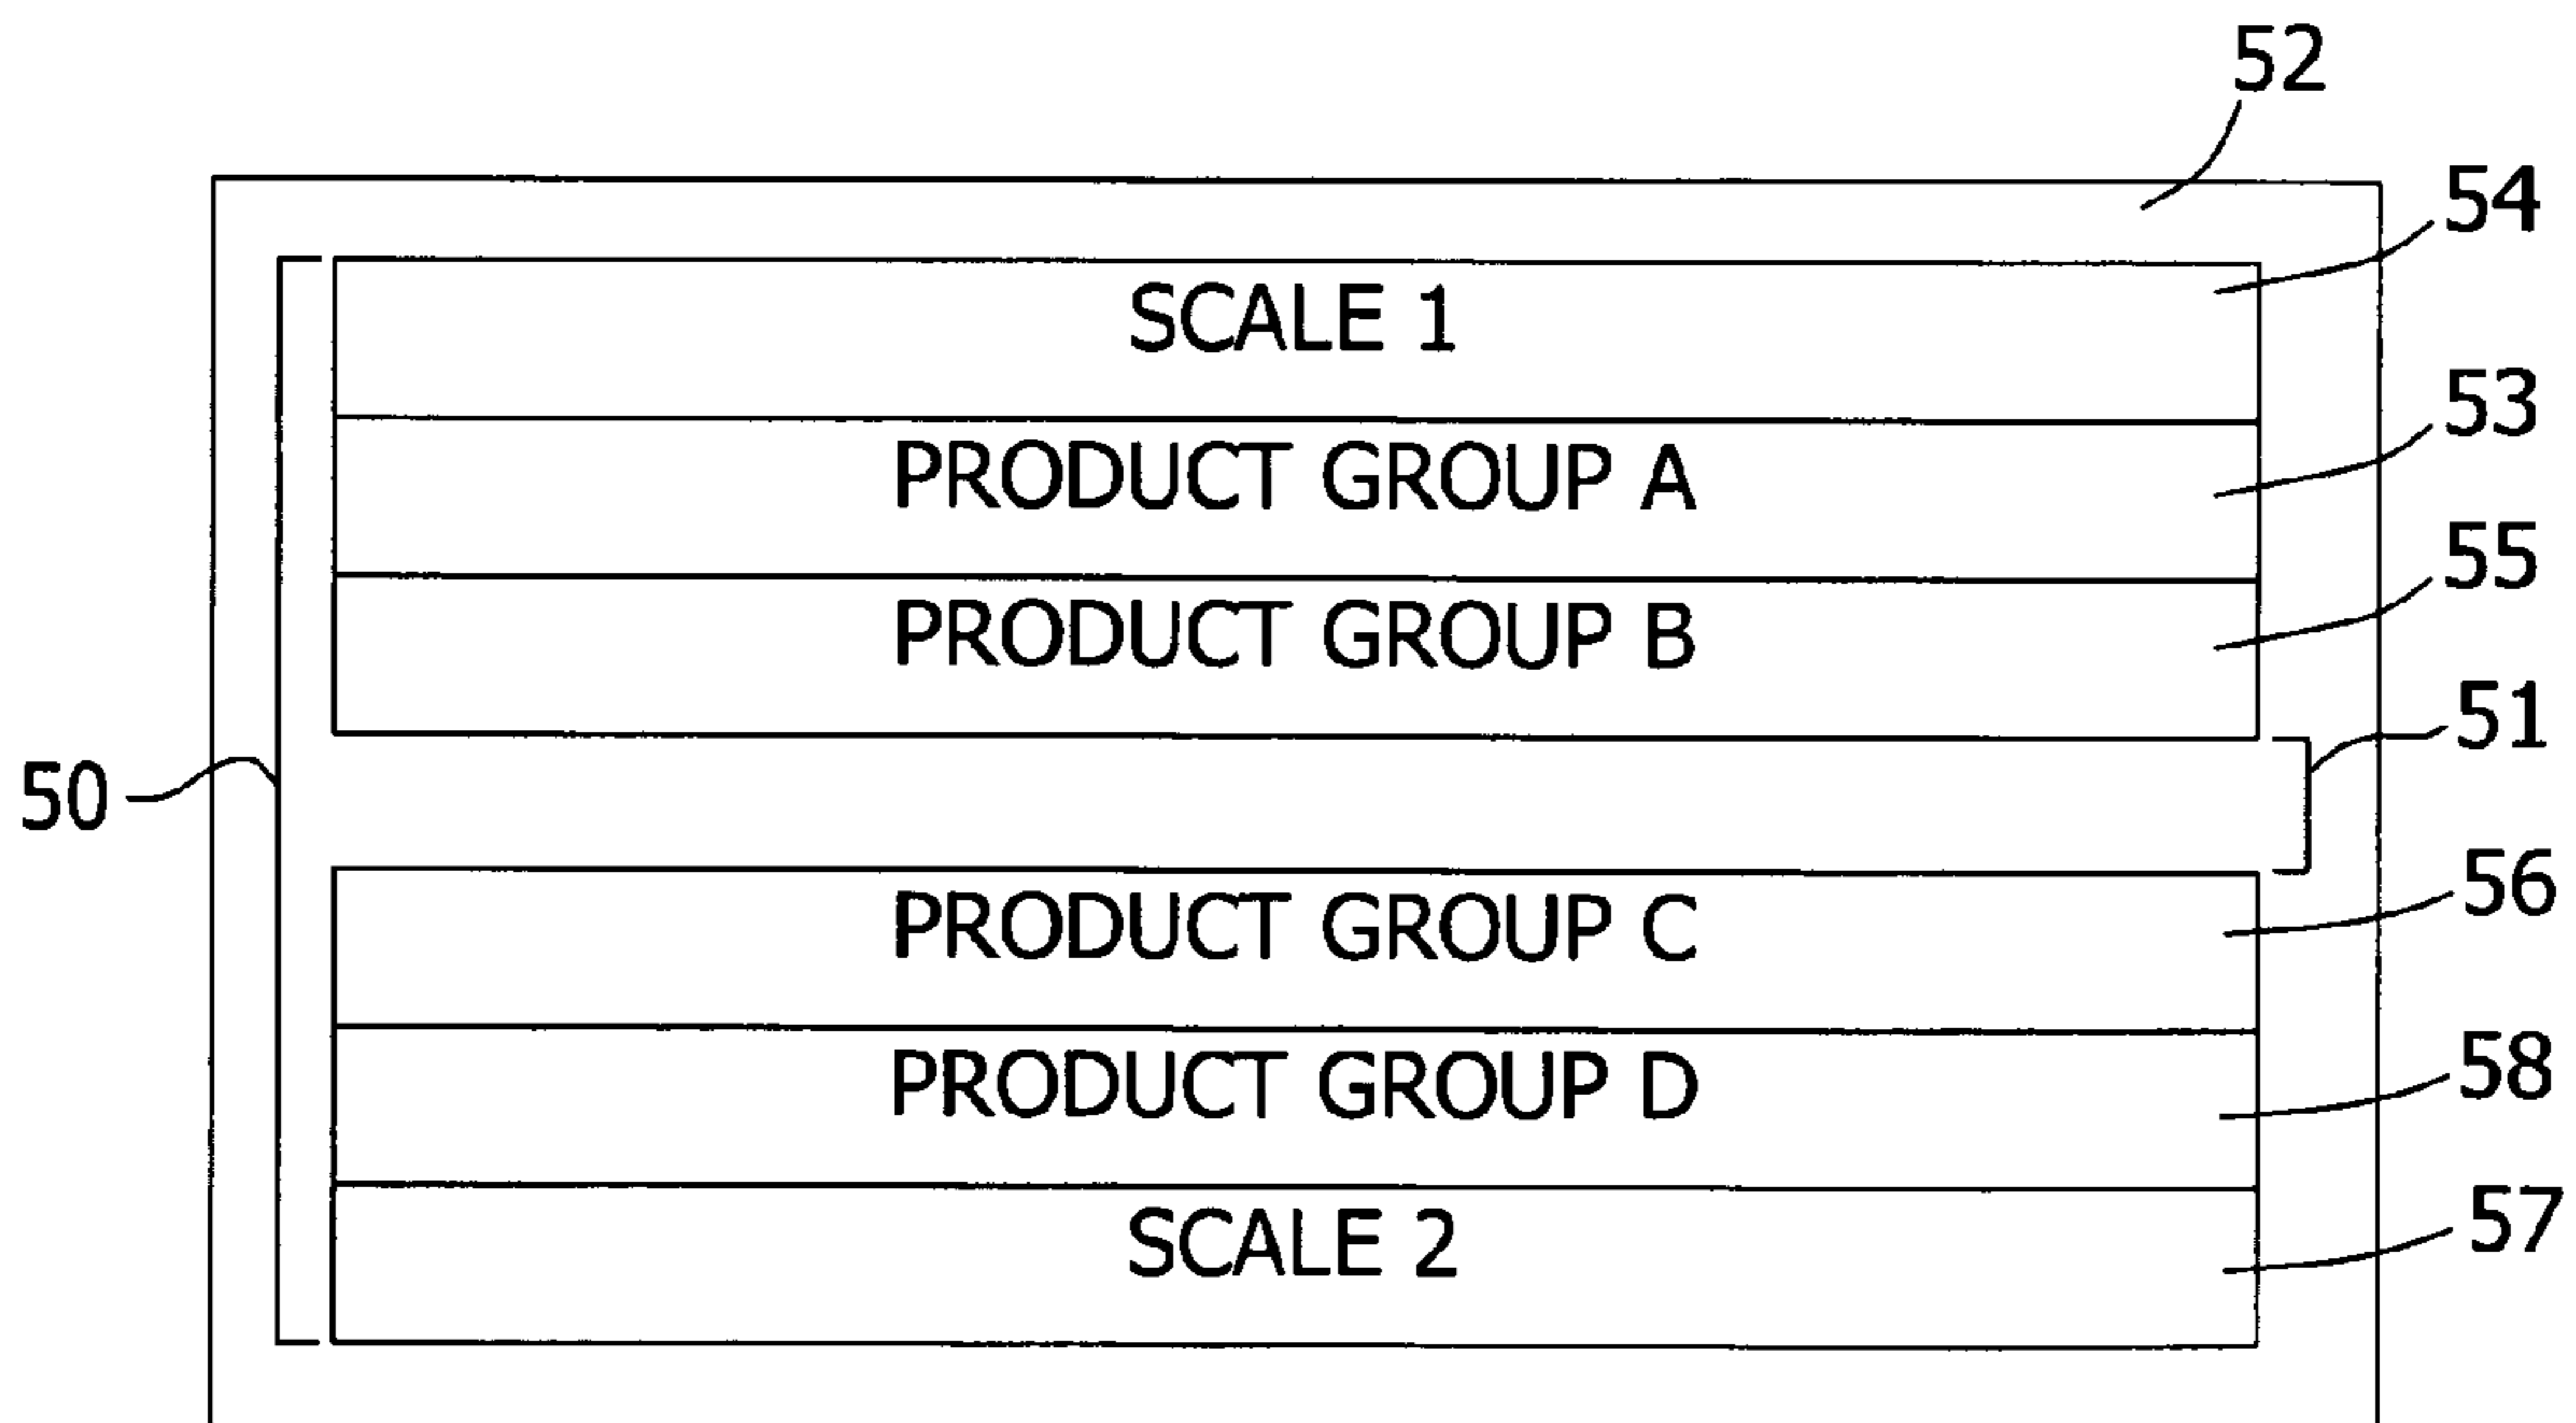 52
54
SCALE 1
53
PRODUCT GROUP A
55
PRODUCT GROUP B
51
50
56
PRODUCT GROUP C
58
PRODUCT GROUP D
57
SCALE 2